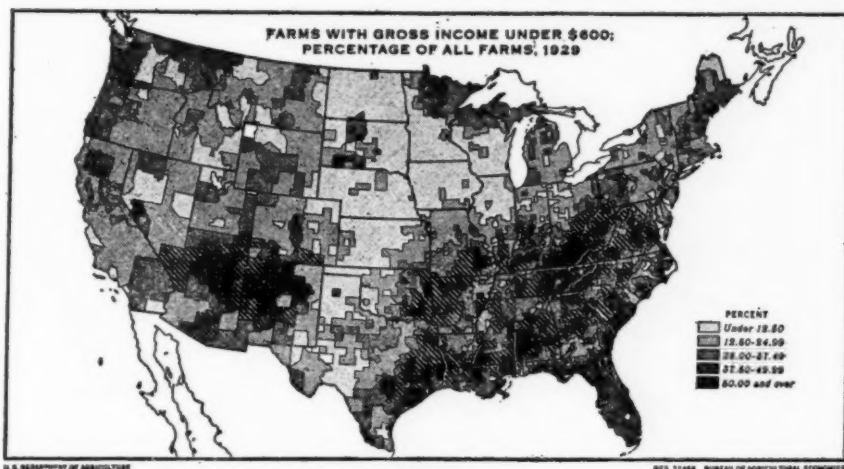 FARMS WITH GROSS INCOME UNDER $600;
PERCENTAGE OF ALL FARMS, 1929
PERCENT
Under 12.50
12.50-24.99
25.00-37.49
37.50-49.99
50.00 and over
U. S. DEPARTMENT OF AGRICULTURE
BUREAU OF AGRICULTURAL ECONOMICS